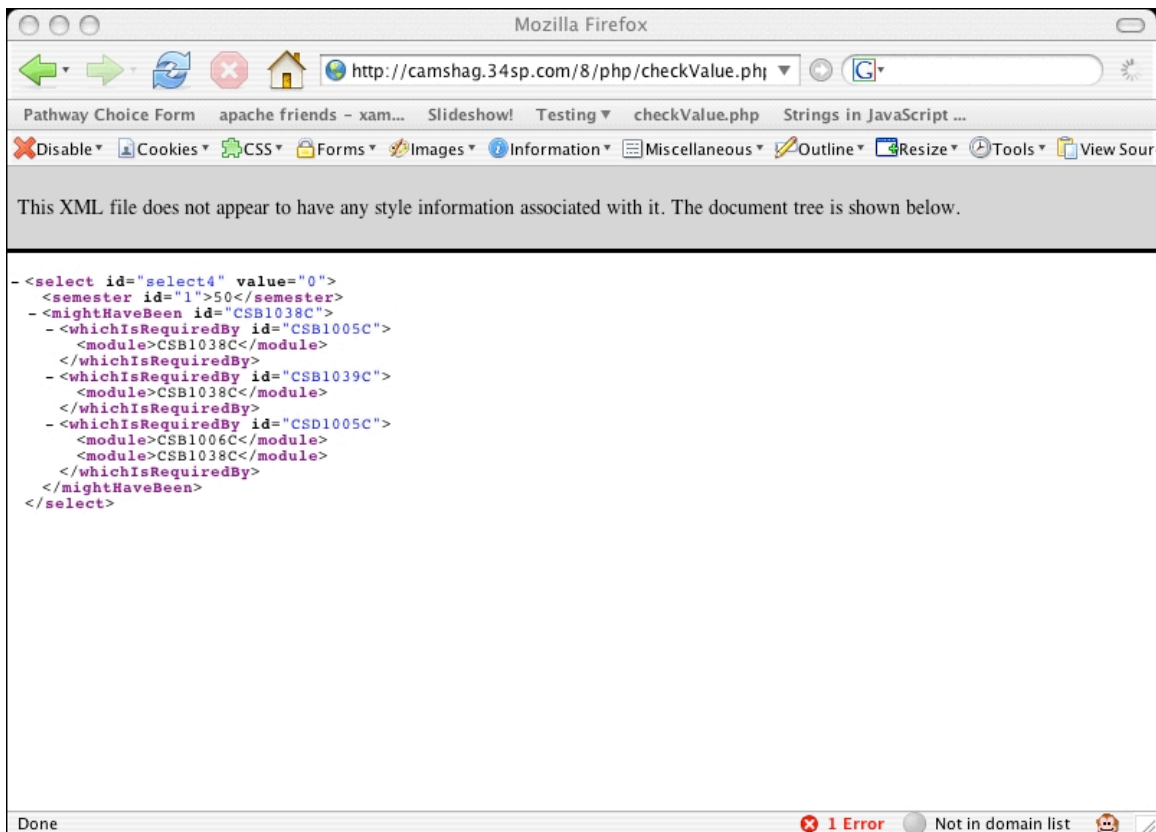 Mozilla Firefox
http://camshag.34sp.com/8/php/checkValue.php
G
Pathway Choice Form apache friends – xam... Slideshow! Testing checkValue.php Strings in JavaScript ...
Disable Cookies CSS Forms Images Information Miscellaneous Outline Resize Tools View Sour
This XML file does not appear to have any style information associated with it. The document tree is shown below.
- <select id="select4" value="0">
<semester id="1">50</semester>
- <mightHaveBeen id="CSB1038C">
- <whichIsRequiredBy id="CSB1005C">
<module>CSB1038C</module>
</whichIsRequiredBy>
- <whichIsRequiredBy id="CSB1039C">
<module>CSB1038C</module>
</whichIsRequiredBy>
- <whichIsRequiredBy id="CSD1005C">
<module>CSB1006C</module>
<module>CSB1038C</module>
</whichIsRequiredBy>
</mightHaveBeen>
</select>
Done 1 Error Not in domain list